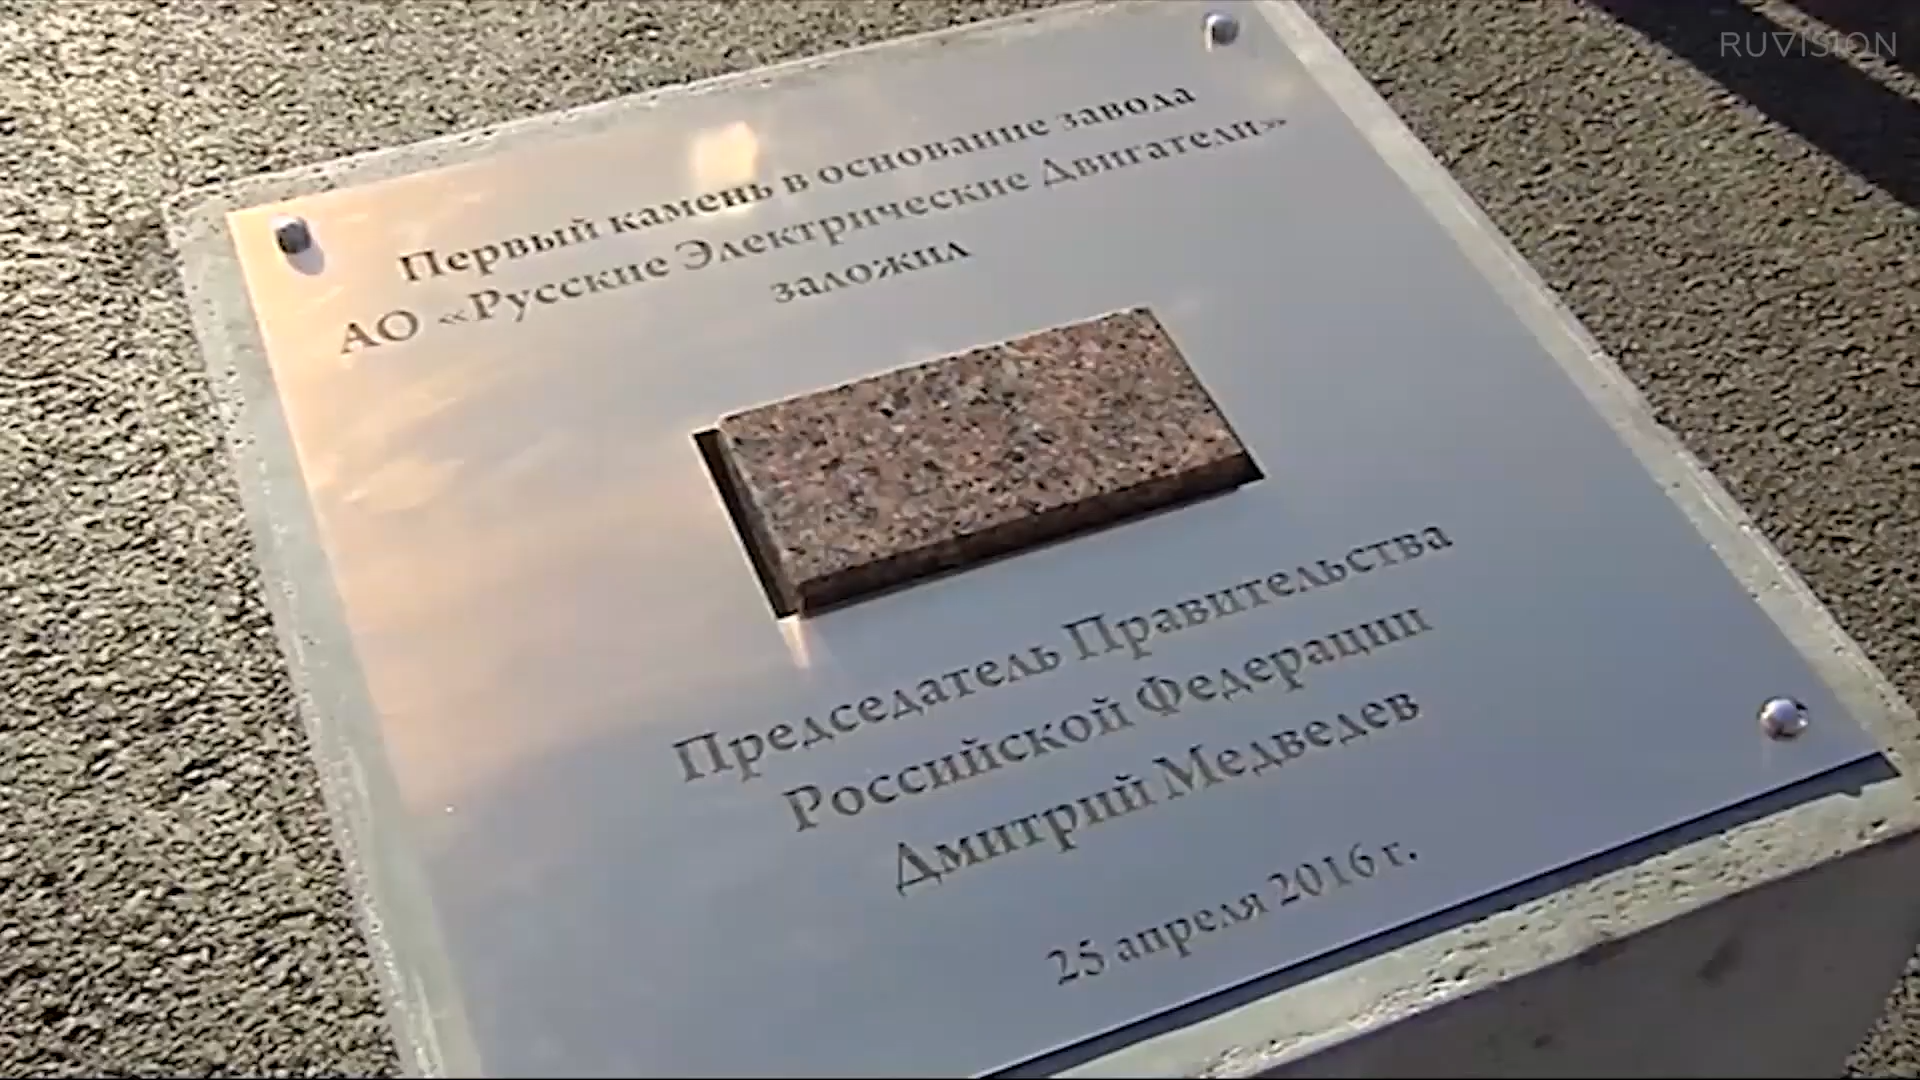 RUVISION
Первый камень в основание завода
АО «Русские Электрические Двигатели»
заложил
Председатель Правительства
Российской Федерации
Дмитрий Медведев
25 апреля 2016 г.